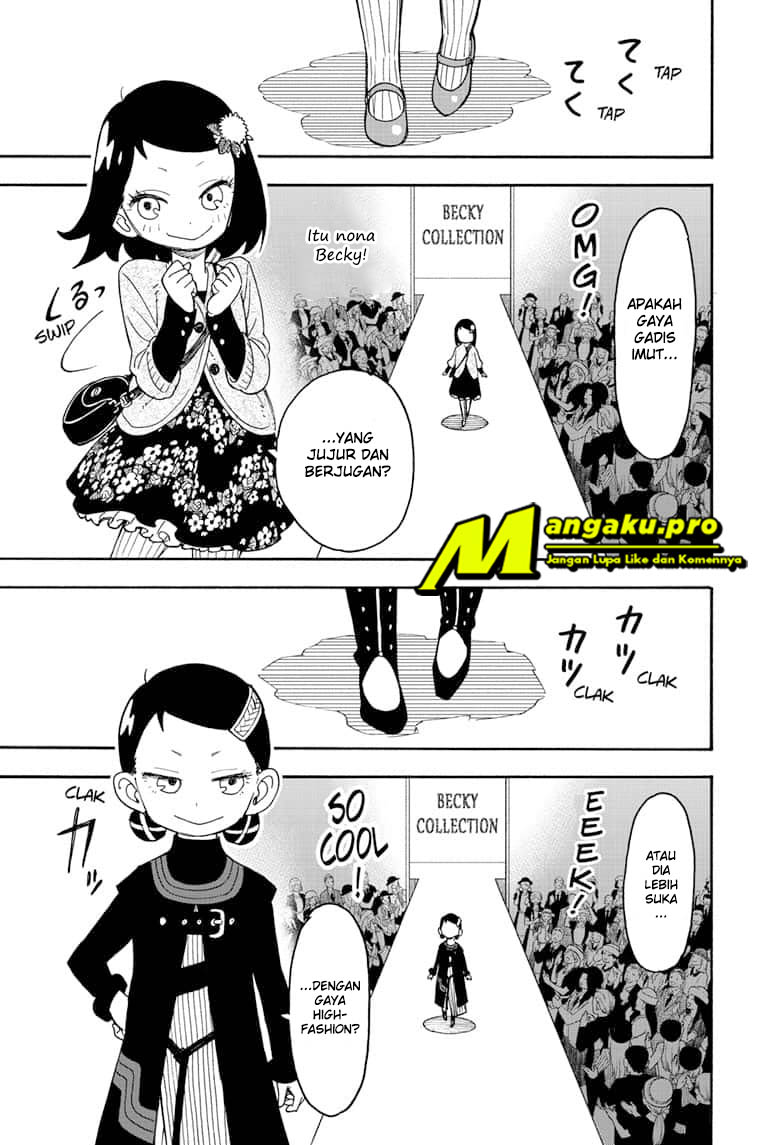 てく
TAP
てく
TAP
OMG!
APAKAH
GAYA
GADIS
IMUT...
BECKY
COLLECTION
Itu nona
Becky!
くるっ
SWIP
...YANG
JUJUR DAN
BERJUGAN?
Mangaku.pro
Jangan Lupa Like dan Komennya
カツ
CLAK
カツ
CLAK
EEEK!
ATAU
DIA
LEBIH
SUKA
...
BECKY
COLLECTION
SO
COOL!
CLAK
カッ
...DENGAN
GAYA
HIGH-
FASHION?